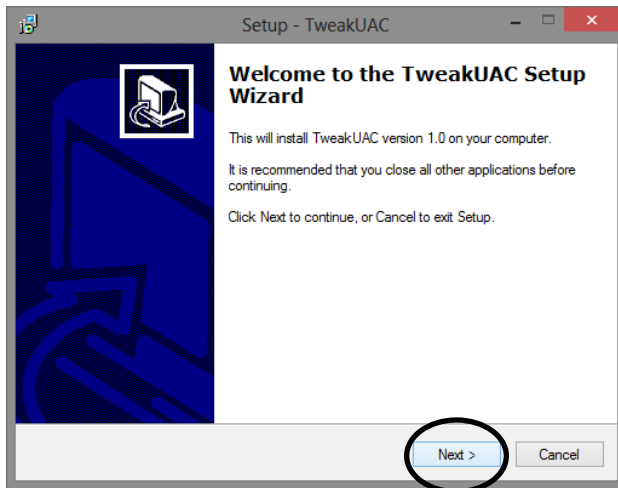 Setup - TweakUAC
Welcome to the TweakUAC Setup
Wizard
This will install TweakUAC version 1.0 on your computer.
It is recommended that you close all other applications before
continuing.
Click Next to continue, or Cancel to exit Setup.
Next >
Cancel